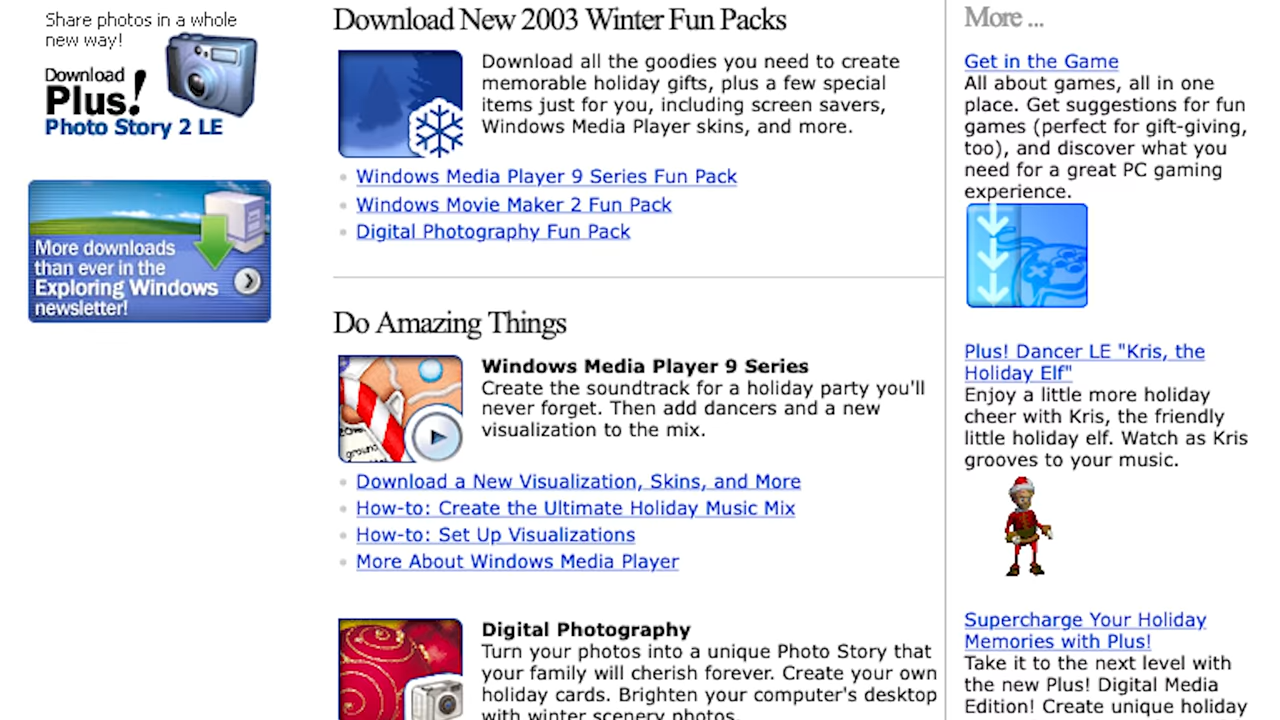 Share photos in a whole
new way!
Download
Plus!
Photo Story 2 LE
More downloads
than ever in the
Exploring Windows
newsletter!
Download New 2003 Winter Fun Packs
Download all the goodies you need to create
memorable holiday gifts, plus a few special
items just for you, including screen savers,
Windows Media Player skins, and more.
Windows Media Player 9 Series Fun Pack
Windows Movie Maker 2 Fun Pack
Digital Photography Fun Pack
Do Amazing Things
Windows Media Player 9 Series
Create the soundtrack for a holiday party you'll
never forget. Then add dancers and a new
visualization to the mix.
Download a New Visualization, Skins, and More
How-to: Create the Ultimate Holiday Music Mix
How-to: Set Up Visualizations
More About Windows Media Player
Digital Photography
Turn your photos into a unique Photo Story that
your family will cherish forever. Create your own
holiday cards. Brighten your computer's desktop
with winter scenery photos.
More ...
Get in the Game
All about games, all in one
place. Get suggestions for fun
games (perfect for gift-giving,
too), and discover what you
need for a great PC gaming
experience.
Plus! Dancer LE "Kris, the
Holiday Elf"
Enjoy a little more holiday
cheer with Kris, the friendly
little holiday elf. Watch as Kris
grooves to your music.
Supercharge Your Holiday
Memories with Plus!
Take it to the next level with
the new Plus! Digital Media
Edition! Create unique holiday